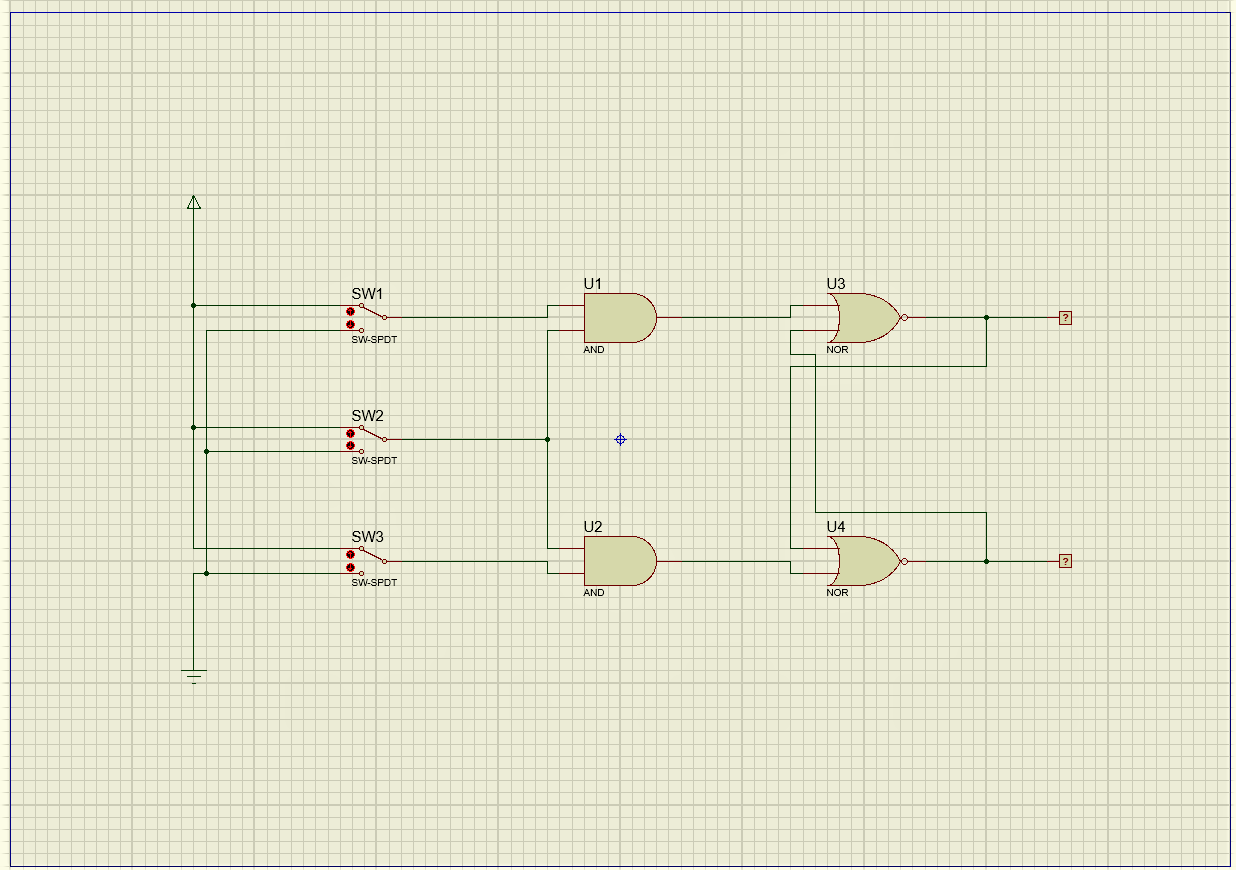 SW1
SW-SPDT
U1
AND
U3
NOR
?
SW2
SW-SPDT
SW3
SW-SPDT
U2
AND
U4
NOR
?